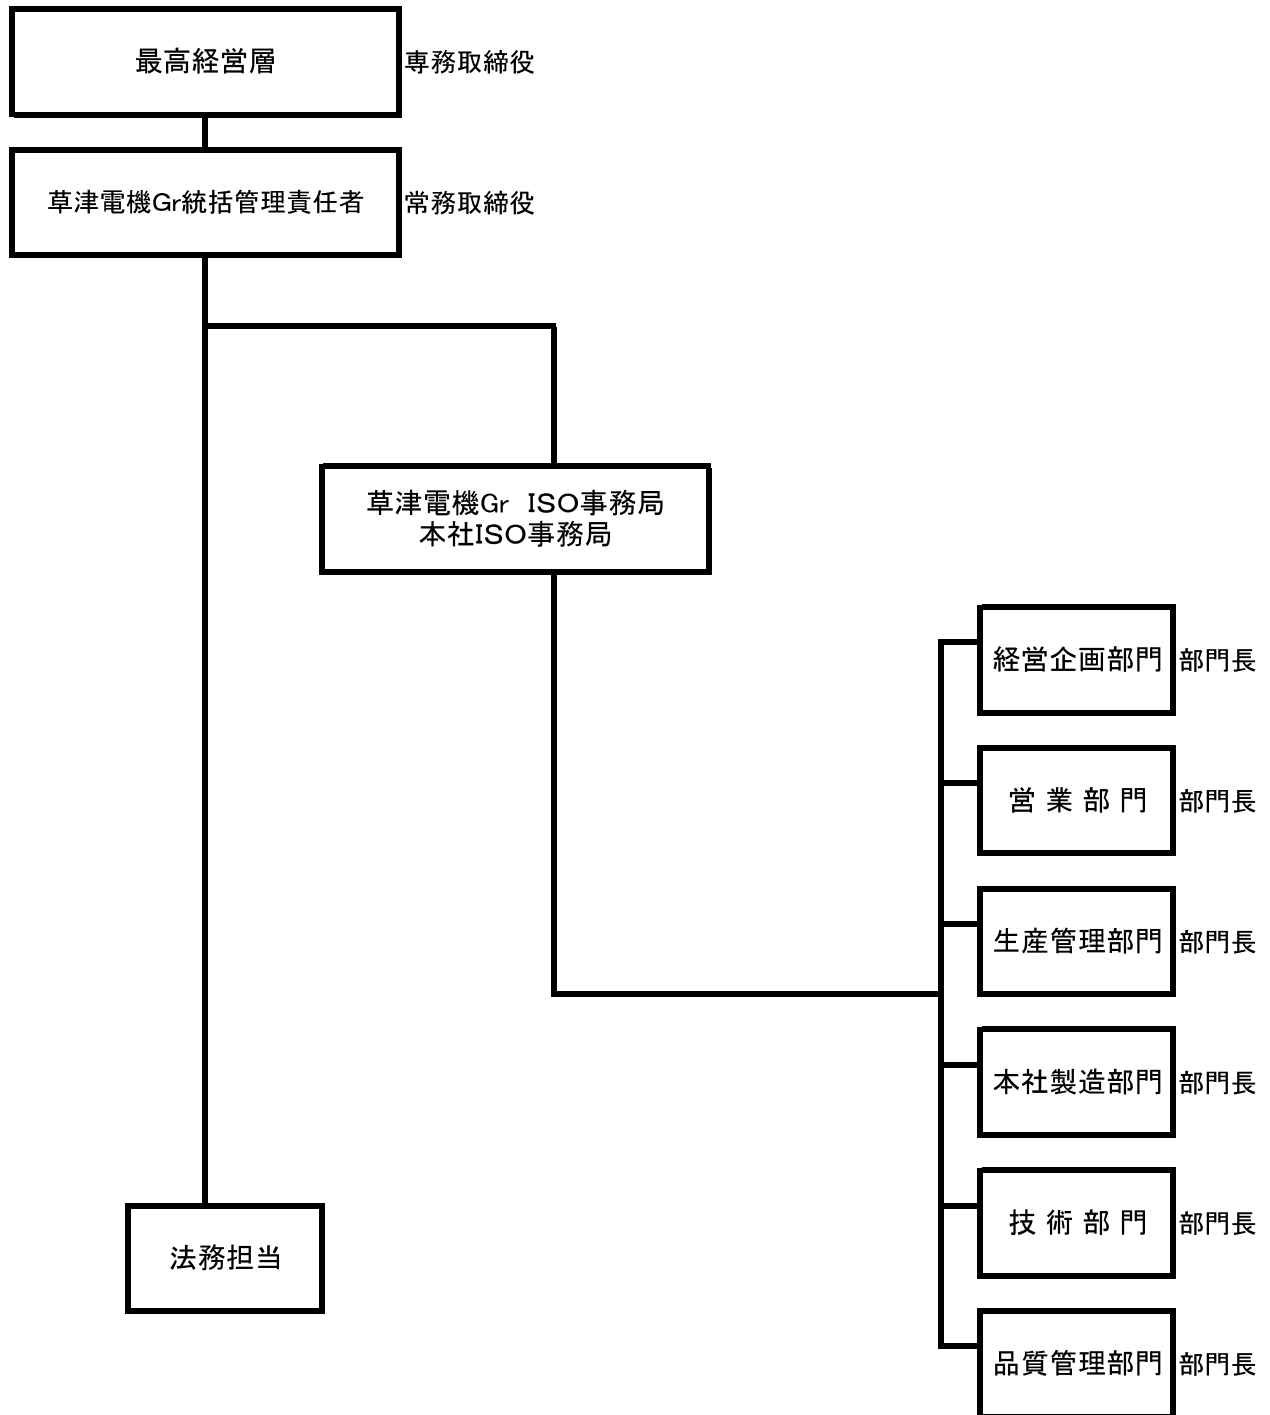 最高経営層 専務取締役
草津電機Gr統括管理責任者 常務取締役
草津電機Gr　ISO事務局
本社ISO事務局
経営企画部門 部門長
営 業 部 門 部門長
生産管理部門 部門長
本社製造部門 部門長
技 術 部 門 部門長
法務担当
品質管理部門 部門長